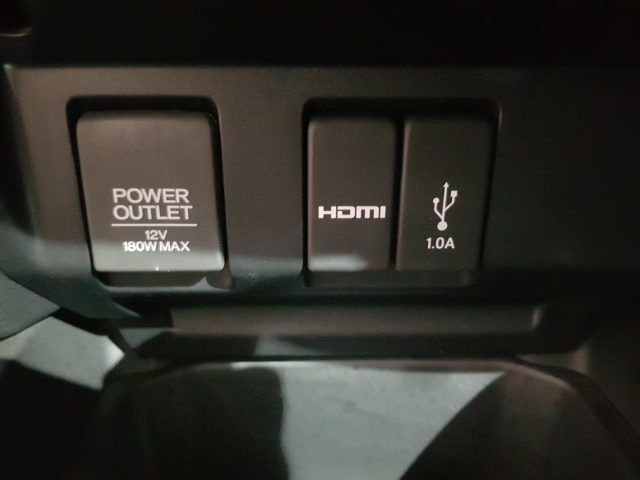 POWER
OUTLET
12V
180W MAX
HDMI
1.0A